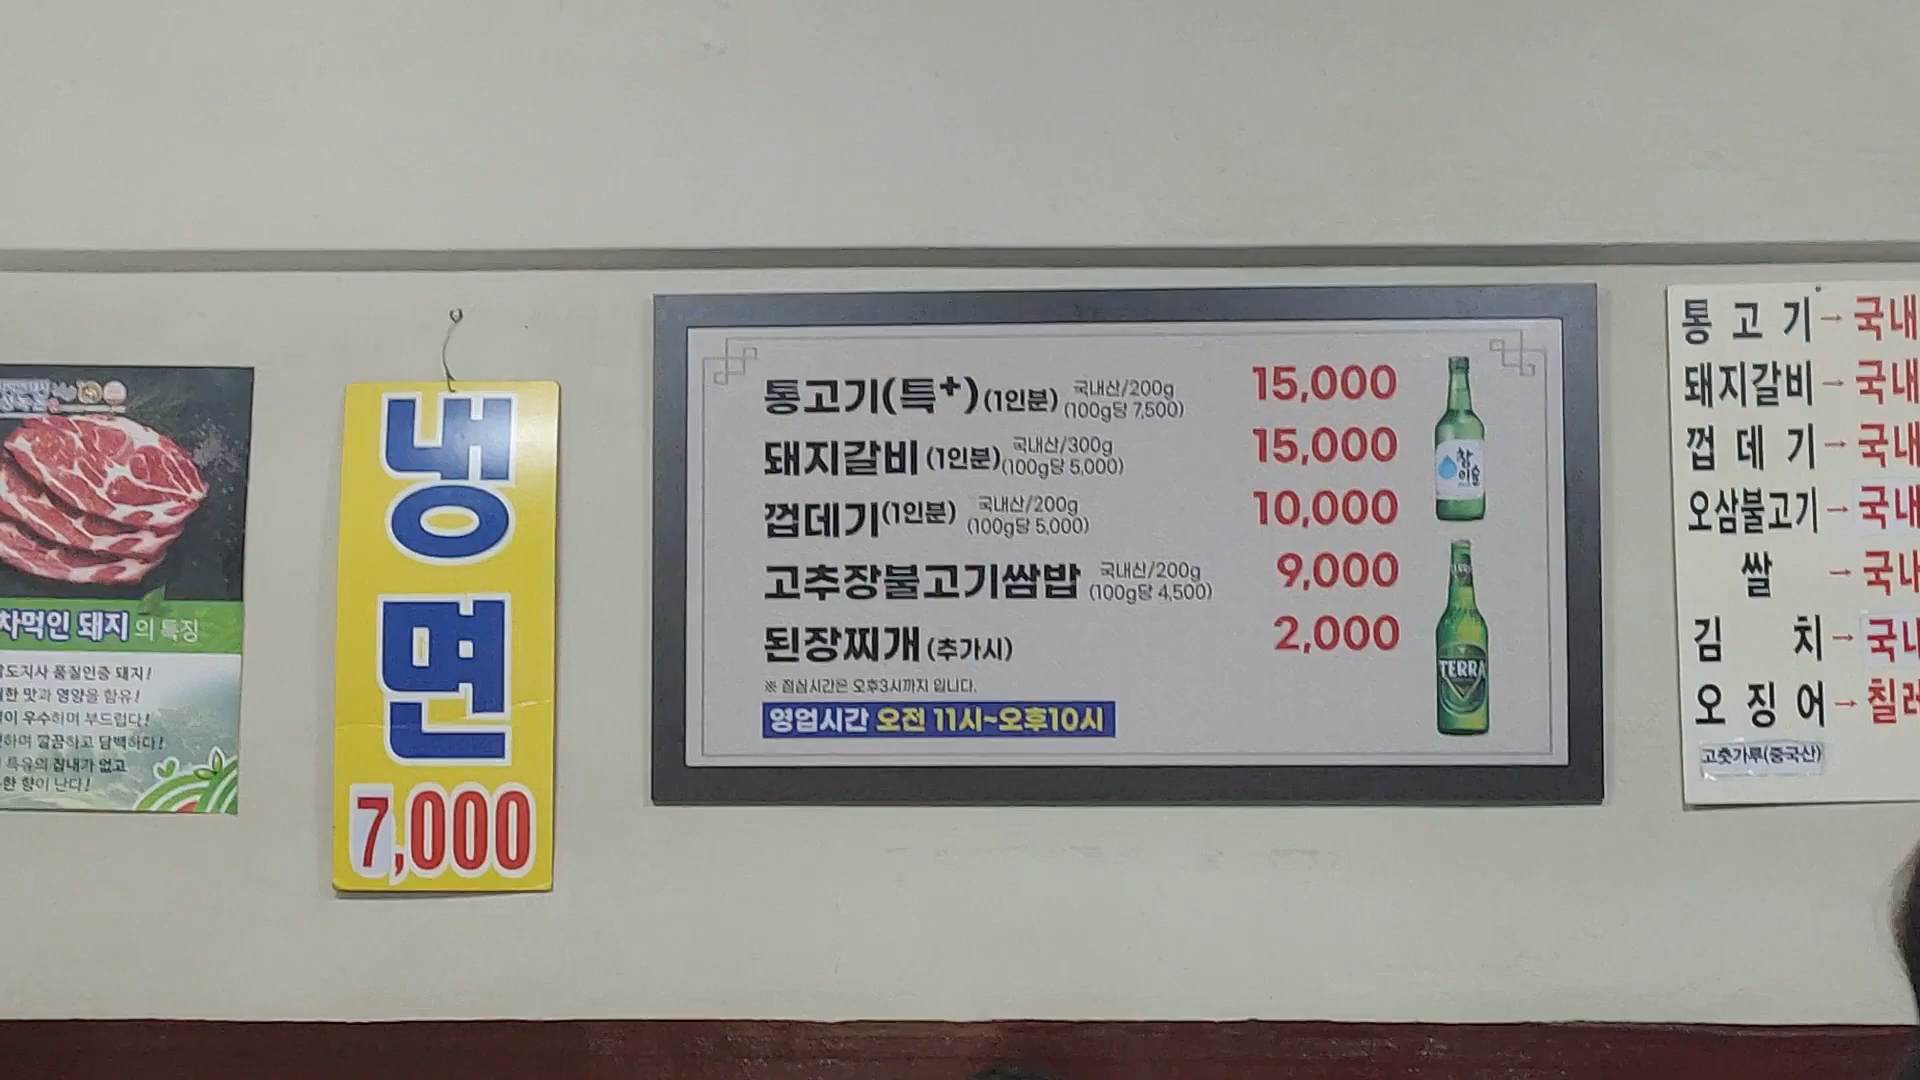 차먹인 돼지의 특징
도지사 품질인증 돼지!
한 맛과 영양을 함유!
이 우수하며 부드럽다!
하며 깔끔하고 담백하다!
특유의 잡내가 없고
한 향이 난다!
냉면
7,000
통고기(특+)(1인분) 국내산/200g (100g당 7,500) 15,000
돼지갈비(1인분) 국내산/300g (100g당 5,000) 15,000
껍데기(1인분) 국내산/200g (100g당 5,000) 10,000
고추장불고기쌈밥 국내산/200g (100g당 4,500) 9,000
된장찌개(추가시) 2,000
※ 점심시간은 오후3시까지 입니다.
영업시간 오전 11시~오후10시
참이슬
TERRA
통고기→국내
돼지갈비→국내
껍데기→국내
오삼불고기→국내
쌀→국내
김치→국내
오징어→칠레
고춧가루(중국산)